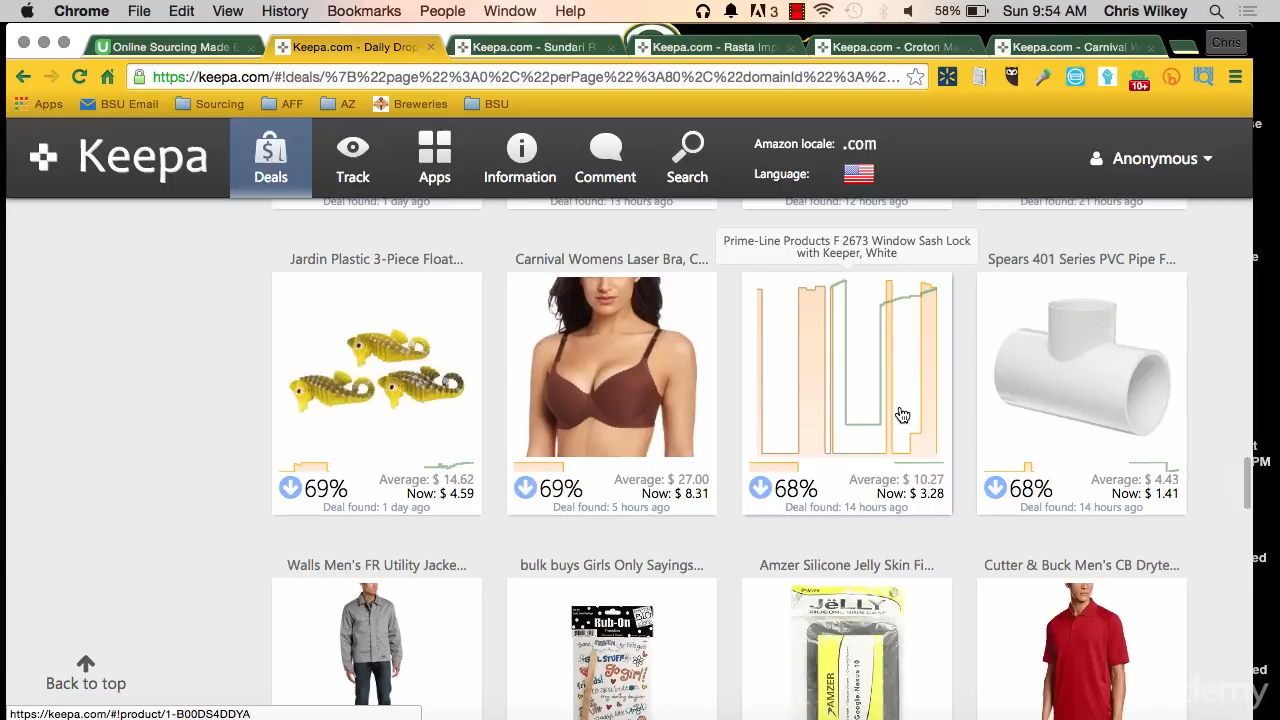 Chrome File Edit View History Bookmarks People Window Help
3 58% Sun 9:54 AM Chris Wilkey
Online Sourcing Made E
Keepa.com - Daily Drop
Keepa.com - Sundari R
Keepa.com - Rasta Imp
Keepa.com - Croton M
Keepa.com - Carnival W
Chris
https://keepa.com/#!deals/%7B%22page%22%3A0%2C%22perPage%22%3A80%2C%22domainId%22%3A%2...
10+
Apps BSU Email Sourcing AFF AZ Breweries BSU
Keepa
Deals
Track
Apps
Information
Comment
Search
Amazon locale: .com
Language:
Anonymous
Deal found: 1 day ago
Deal found: 13 hours ago
Deal found: 12 hours ago
Deal found: 21 hours ago
Prime-Line Products F 2673 Window Sash Lock
with Keeper, White
Jardin Plastic 3-Piece Float...
Carnival Womens Laser Bra, C...
Spears 401 Series PVC Pipe F...
69%
Average: $ 14.62
Now: $ 4.59
Deal found: 1 day ago
69%
Average: $ 27.00
Now: $ 8.31
Deal found: 5 hours ago
68%
Average: $ 10.27
Now: $ 3.28
Deal found: 14 hours ago
68%
Average: $ 4.43
Now: $ 1.41
Deal found: 14 hours ago
PM
Walls Men's FR Utility Jacke...
bulk buys Girls Only Sayings...
Amzer Silicone Jelly Skin Fi...
Cutter & Buck Men's CB Dryte...
Rub-On
JëLLY
SILICONE SKIN CASE
AMZER
Google Nexus 10
Back to top
https://keepa.com/#!product/1-B00DS4DDYA